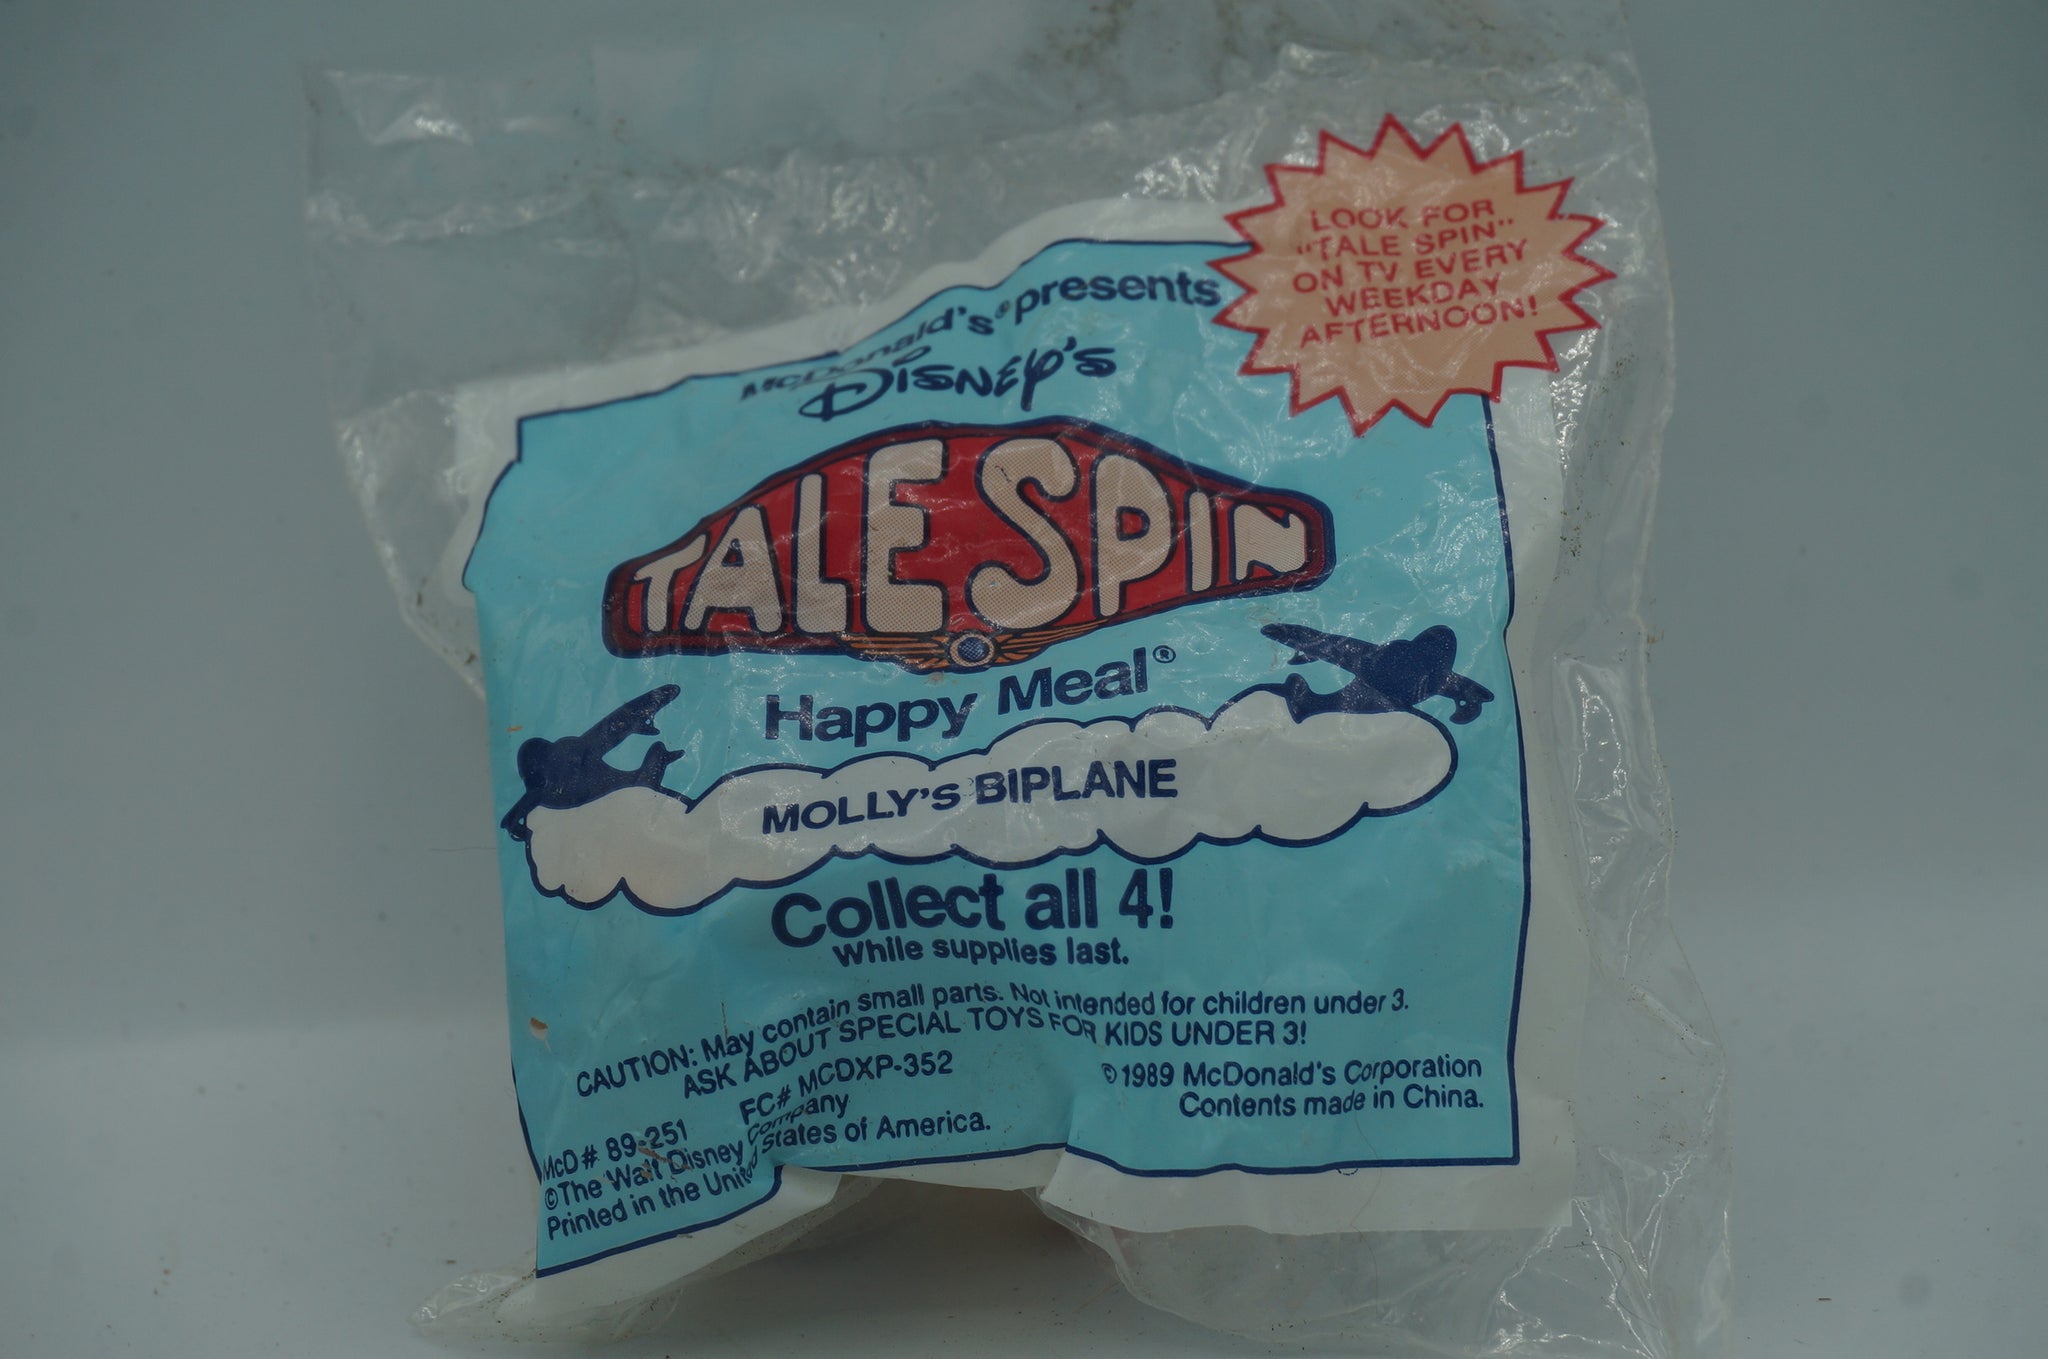 McDonald's® presents
DISNEY'S
LOOK FOR
"TALE SPIN"
ON TV EVERY
WEEKDAY
AFTERNOON!
TALE SPIN
Happy Meal®
MOLLY'S BIPLANE
Collect all 4!
While supplies last.
CAUTION: May contain small parts. Not intended for children under 3.
ASK ABOUT SPECIAL TOYS FOR KIDS UNDER 3!
McD# 89-251 FC# MCDXP-352
© The Walt Disney Company
Printed in the United States of America.
© 1989 McDonald's Corporation
Contents made in China.